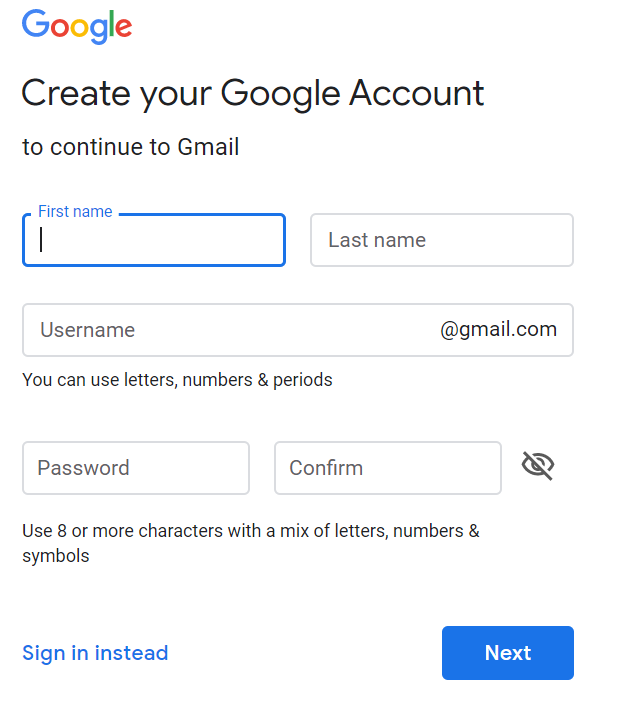 Google
Create your Google Account
to continue to Gmail
First name
Last name
Username @gmail.com
You can use letters, numbers & periods
Password Confirm
Use 8 or more characters with a mix of letters, numbers &
symbols
Sign in instead Next